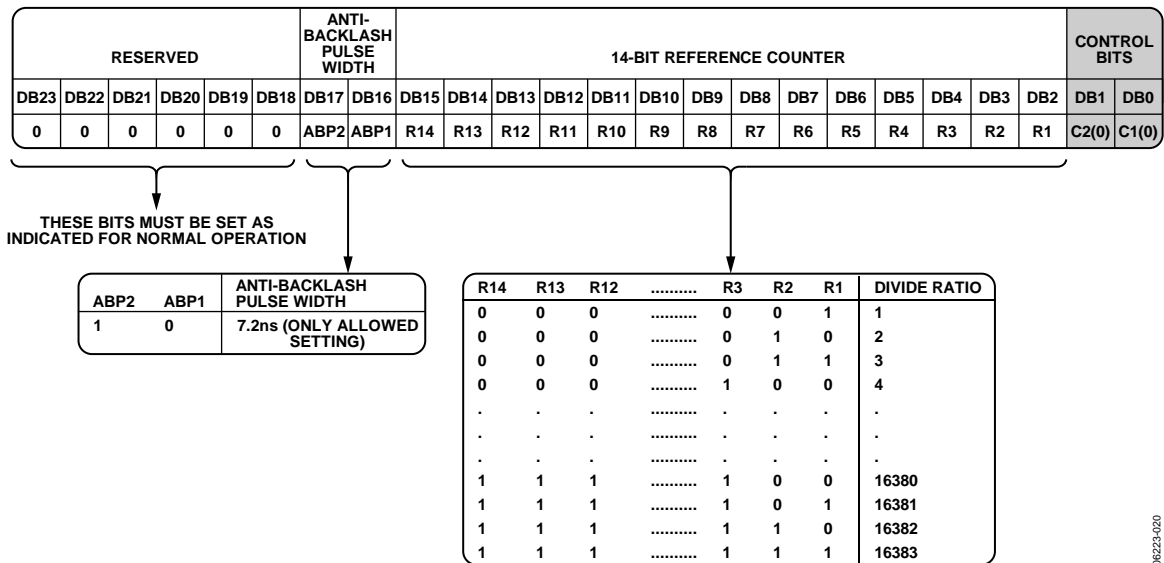 RESERVED
ANTI-
BACKLASH
PULSE
WIDTH
14-BIT REFERENCE COUNTER
CONTROL
BITS
DB23 DB22 DB21 DB20 DB19 DB18 DB17 DB16 DB15 DB14 DB13 DB12 DB11 DB10 DB9 DB8 DB7 DB6 DB5 DB4 DB3 DB2 DB1 DB0
0 0 0 0 0 0 ABP2 ABP1 R14 R13 R12 R11 R10 R9 R8 R7 R6 R5 R4 R3 R2 R1 C2(0) C1(0)
THESE BITS MUST BE SET AS
INDICATED FOR NORMAL OPERATION
ABP2 ABP1 ANTI-BACKLASH
PULSE WIDTH
1 0 7.2ns (ONLY ALLOWED
SETTING)
R14 R13 R12 .......... R3 R2 R1 DIVIDE RATIO
0 0 0 .......... 0 0 1 1
0 0 0 .......... 0 1 0 2
0 0 0 .......... 0 1 1 3
0 0 0 .......... 1 0 0 4
. . . .......... . . . .
. . . .......... . . . .
. . . .......... . . . .
1 1 1 .......... 1 0 0 16380
1 1 1 .......... 1 0 1 16381
1 1 1 .......... 1 1 0 16382
1 1 1 .......... 1 1 1 16383
06223-020